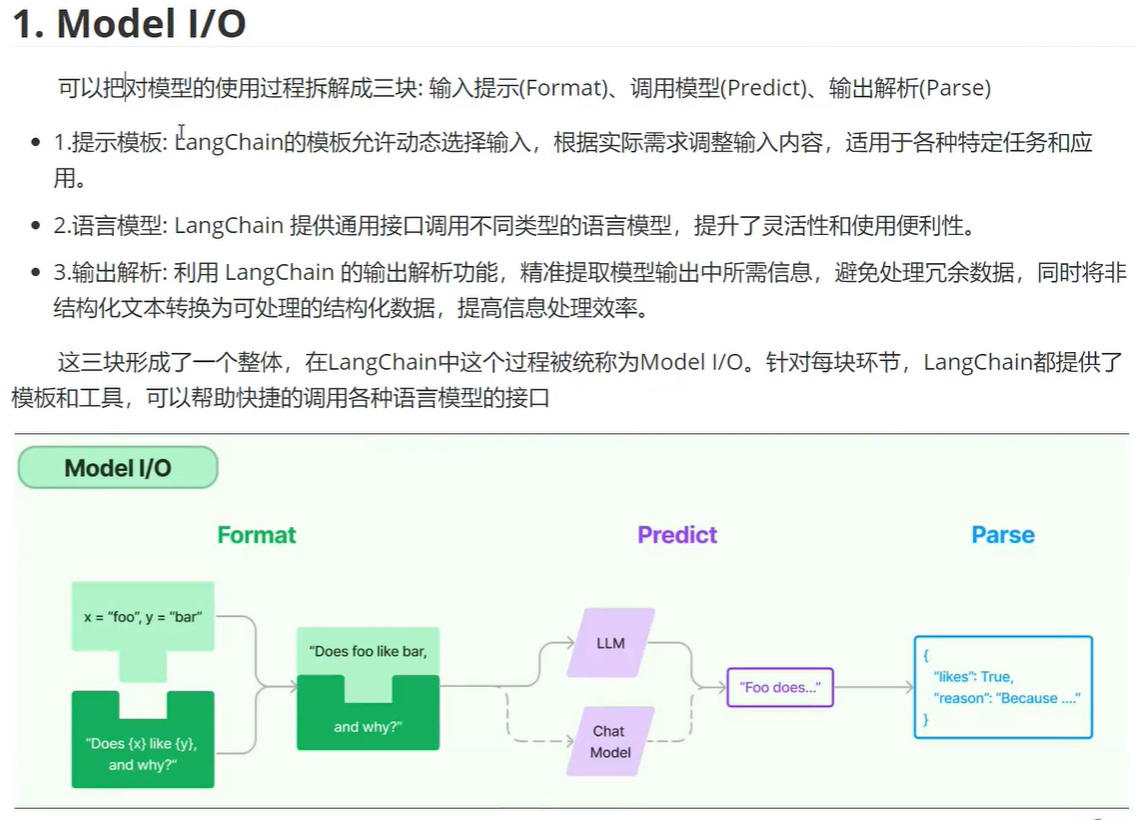 1. Model I/O
可以把对模型的使用过程拆解成三块: 输入提示(Format)、调用模型(Predict)、输出解析(Parse)
1.提示模板: LangChain的模板允许动态选择输入，根据实际需求调整输入内容，适用于各种特定任务和应
用。
2.语言模型: LangChain 提供通用接口调用不同类型的语言模型，提升了灵活性和使用便利性。
3.输出解析: 利用 LangChain 的输出解析功能，精准提取模型输出中所需信息，避免处理冗余数据，同时将非
结构化文本转换为可处理的结构化数据，提高信息处理效率。
这三块形成了一个整体，在LangChain中这个过程被统称为Model I/O。针对每块环节，LangChain都提供了
模板和工具，可以帮助快捷的调用各种语言模型的接口
Model I/O
Format
Predict
Parse
x = “foo”, y = “bar”
“Does {x} like {y},
and why?”
“Does foo like bar,
and why?”
LLM
Chat
Model
“Foo does...”
{
“likes”: True,
“reason”: “Because ....”
}